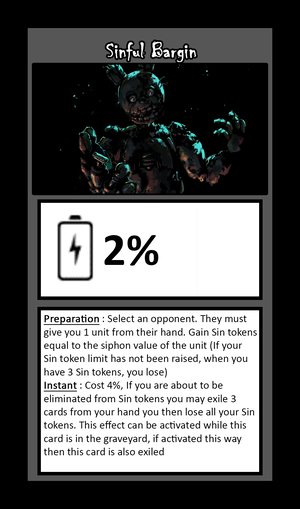 Sinful Bargin
2%
Preparation : Select an opponent. They must
give you 1 unit from their hand. Gain Sin tokens
equal to the siphon value of the unit (If your
Sin token limit has not been raised, when you
have 3 Sin tokens, you lose)
Instant : Cost 4%, If you are about to be
eliminated from Sin tokens you may exile 3
cards from your hand you then lose all your Sin
tokens. This effect can be activated while this
card is in the graveyard, if activated this way
then this card is also exiled